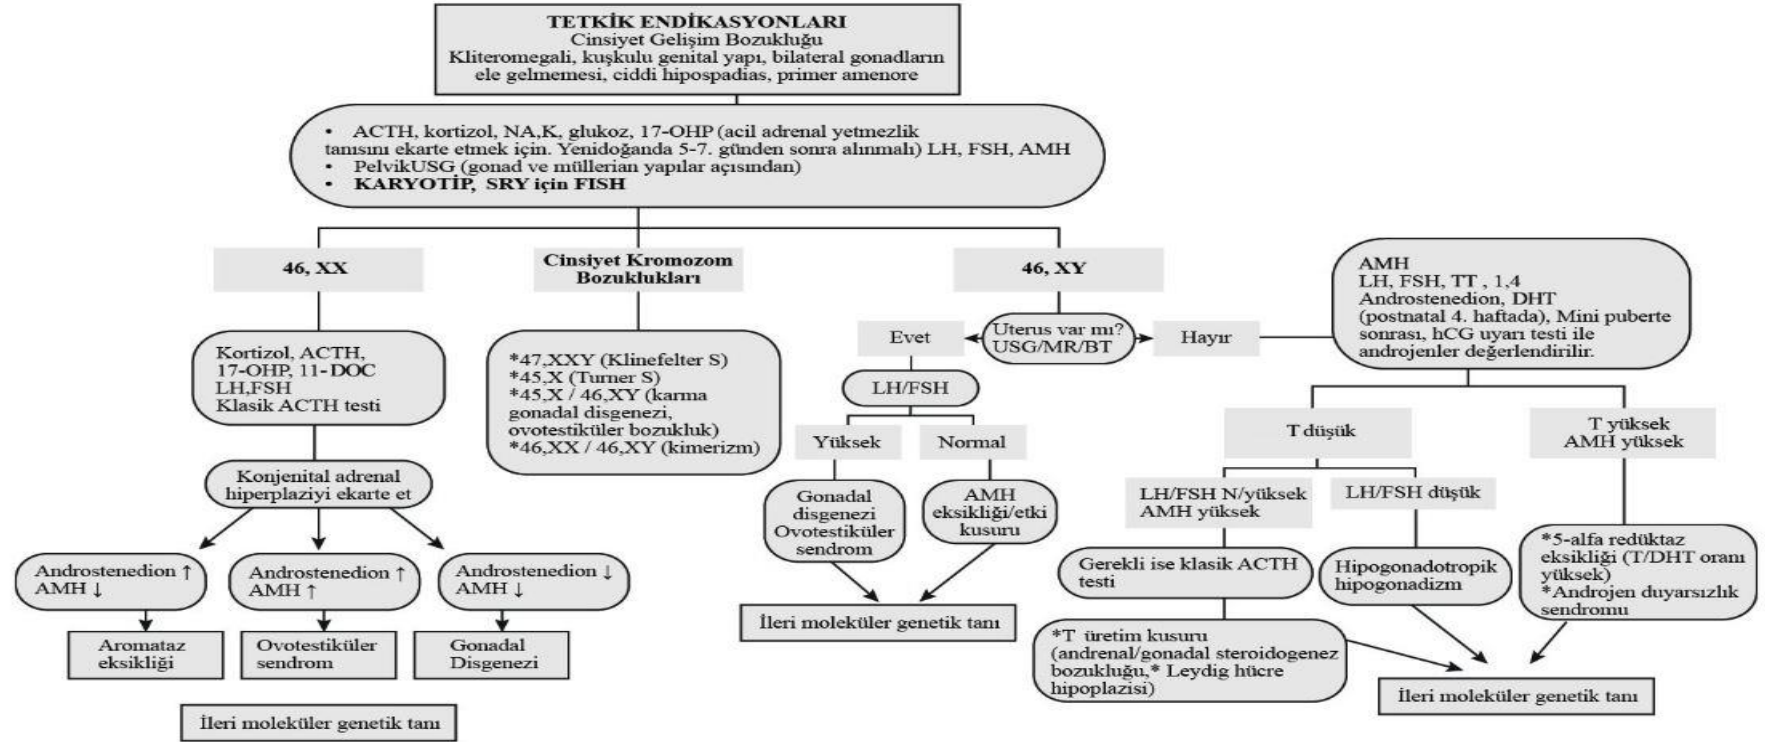 TETKİK ENDİKASYONLARI
Cinsiyet Gelişim Bozukluğu
Kliteromegali, kuşkulu genital yapı, bilateral gonadların
ele gelmemesi, ciddi hipospadias, primer amenore
• ACTH, kortizol, NA,K, glukoz, 17-OHP (acil adrenal yetmezlik
tanısını ekarte etmek için. Yenidoğanda 5-7. günden sonra alınmalı) LH, FSH, AMH
• PelvikUSG (gonad ve müllerian yapılar açısından)
• KARYOTİP, SRY için FISH
46, XX
Kortizol, ACTH,
17-OHP, 11-DOC
LH,FSH
Klasik ACTH testi
Konjenital adrenal
hiperplaziyi ekarte et
Androstenedion ↑
AMH ↓
Aromataz
eksikliği
Androstenedion ↑
AMH ↑
Ovotestiküler
sendrom
Androstenedion ↓
AMH ↓
Gonadal
Disgenezi
İleri moleküler genetik tanı
Cinsiyet Kromozom
Bozuklukları
*47,XXY (Klinefelter S)
*45,X (Turner S)
*45,X / 46,XY (karma
gonadal disgenezi,
ovotestiküler bozukluk)
*46,XX / 46,XY (kimerizm)
46, XY
Uterus var mı?
USG/MR/BT
Evet
LH/FSH
Yüksek
Gonadal
disgenezi
Ovotestiküler
sendrom
Normal
AMH
eksikliği/etki
kusuru
İleri moleküler genetik tanı
Hayır
AMH
LH, FSH, TT , 1,4
Androstenedion, DHT
(postnatal 4. haftada), Mini puberte
sonrası, hCG uyarı testi ile
androjenler değerlendirilir.
T düşük
LH/FSH N/yüksek
AMH yüksek
Gerekli ise klasik ACTH
testi
*T üretim kusuru
(andrenal/gonadal steroidogenez
bozukluğu,* Leydig hücre
hipoplazisi)
LH/FSH düşük
Hipogonadotropik
hipogonadizm
T yüksek
AMH yüksek
*5-alfa redüktaz
eksikliği (T/DHT oranı
yüksek)
*Androjen duyarsızlık
sendromu
İleri moleküler genetik tanı